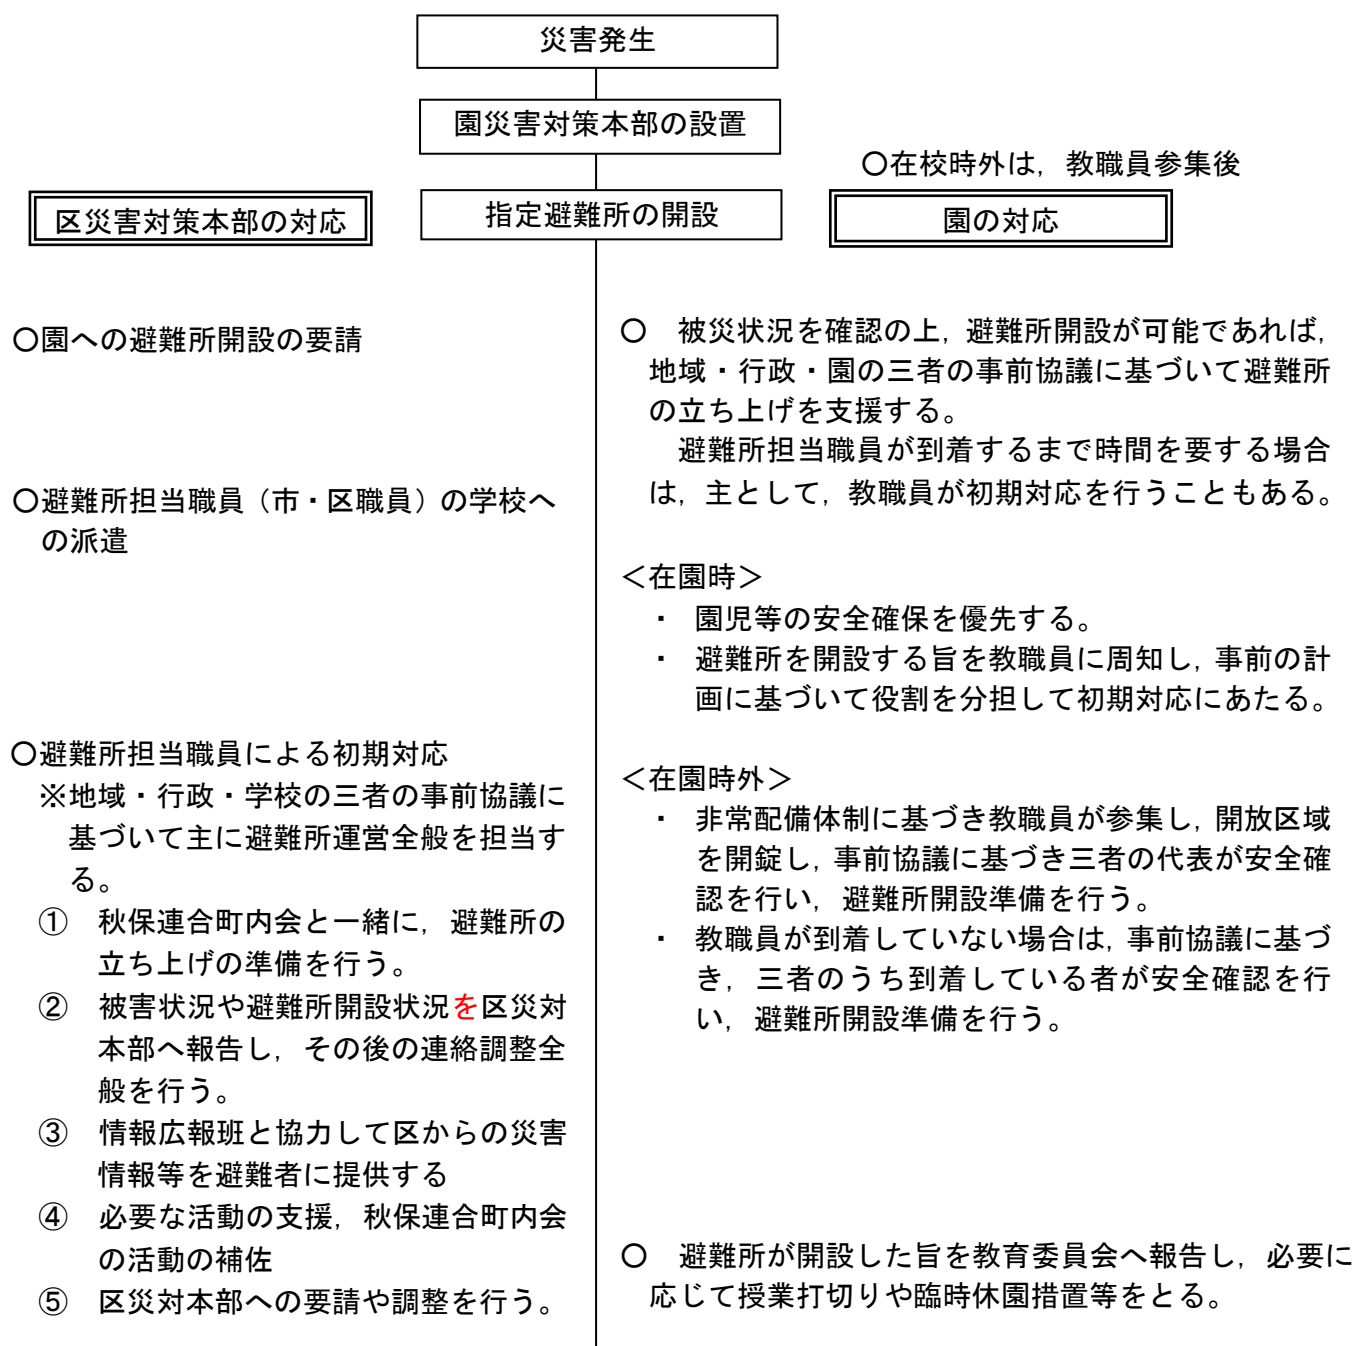 災害発生
園災害対策本部の設置
〇在校時外は，教職員参集後
区災害対策本部の対応
指定避難所の開設
園の対応
〇園への避難所開設の要請
〇避難所担当職員（市・区職員）の学校へ
の派遣
〇避難所担当職員による初期対応
※地域・行政・学校の三者の事前協議に
基づいて主に避難所運営全般を担当す
る。
①　秋保連合町内会と一緒に，避難所の
立ち上げの準備を行う。
②　被害状況や避難所開設状況を区災対
本部へ報告し，その後の連絡調整全
般を行う。
③　情報広報班と協力して区からの災害
情報等を避難者に提供する
④　必要な活動の支援，秋保連合町内会
の活動の補佐
⑤　区災対本部への要請や調整を行う。
〇　被災状況を確認の上，避難所開設が可能であれば，
地域・行政・園の三者の事前協議に基づいて避難所
の立ち上げを支援する。
避難所担当職員が到着するまで時間を要する場合
は，主として，教職員が初期対応を行うこともある。
＜在園時＞
・　園児等の安全確保を優先する。
・　避難所を開設する旨を教職員に周知し，事前の計
画に基づいて役割を分担して初期対応にあたる。
＜在園時外＞
・　非常配備体制に基づき教職員が参集し，開放区域
を開錠し，事前協議に基づき三者の代表が安全確
認を行い，避難所開設準備を行う。
・　教職員が到着していない場合は，事前協議に基づ
き，三者のうち到着している者が安全確認を行
い，避難所開設準備を行う。
〇　避難所が開設した旨を教育委員会へ報告し，必要に
応じて授業打切りや臨時休園措置等をとる。